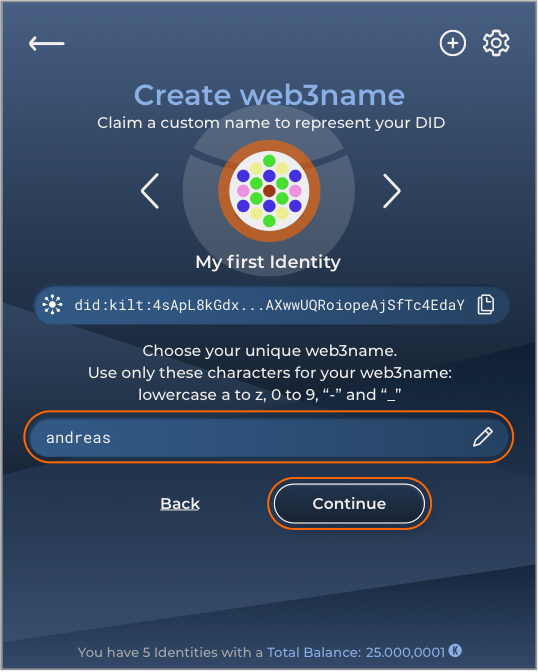 Create web3name
Claim a custom name to represent your DID
My first Identity
did:kilt:4sApL8kGdx...AXwwUQRoiopeAjSfTc4EdaY
Choose your unique web3name.
Use only these characters for your web3name:
lowercase a to z, 0 to 9, “-” and “_”
andreas
Back
Continue
You have 5 Identities with a Total Balance: 25.000,0001 K